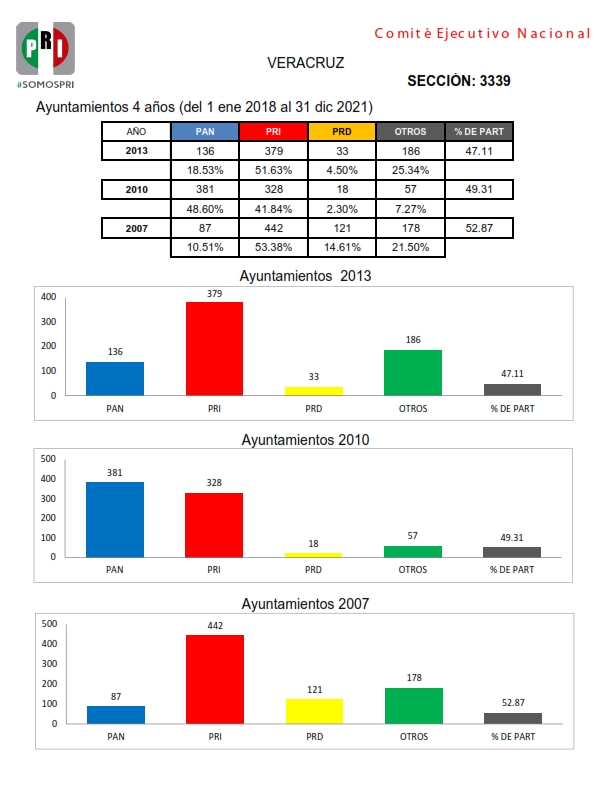 Comité Ejecutivo Nacional
PRI
#SOMOSPRI
VERACRUZ
SECCIÓN: 3339
Ayuntamientos 4 años (del 1 ene 2018 al 31 dic 2021)
AÑO PAN PRI PRD OTROS % DE PART
2013 136 379 33 186 47.11
18.53% 51.63% 4.50% 25.34%
2010 381 328 18 57 49.31
48.60% 41.84% 2.30% 7.27%
2007 87 442 121 178 52.87
10.51% 53.38% 14.61% 21.50%
Ayuntamientos 2013
400
300
200
100
0
136 379 33 186 47.11
PAN PRI PRD OTROS % DE PART
Ayuntamientos 2010
500
400
300
200
100
0
381 328 18 57 49.31
PAN PRI PRD OTROS % DE PART
Ayuntamientos 2007
500
400
300
200
100
0
87 442 121 178 52.87
PAN PRI PRD OTROS % DE PART